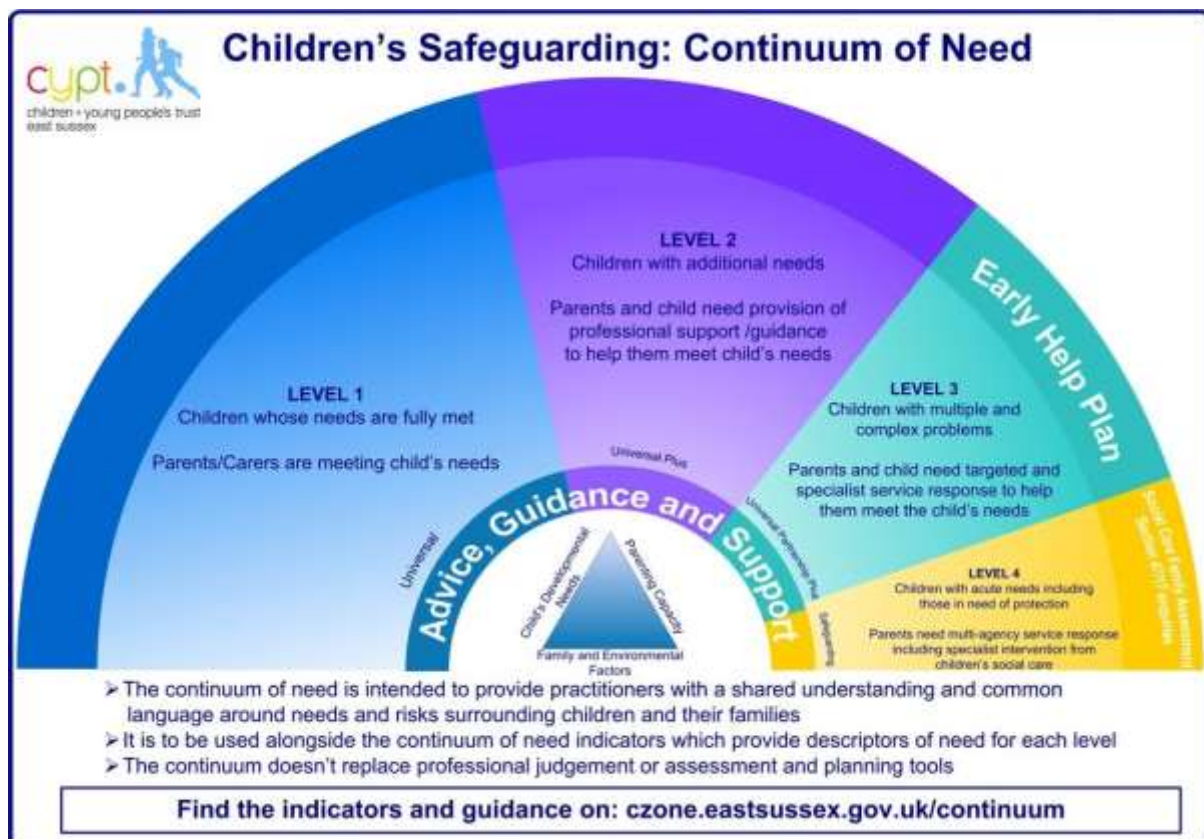 Children's Safeguarding: Continuum of Need
cypt.
children + young people's trust
east sussex
LEVEL 1
Children whose needs are fully met
Parents/Carers are meeting child's needs
LEVEL 2
Children with additional needs
Parents and child need provision of
professional support /guidance
to help them meet child's needs
Early Help Plan
LEVEL 3
Children with multiple and
complex problems
Parents and child need targeted and
specialist service response to help
them meet the child's needs
Social Care Family Assessment
Section 47
LEVEL 4
Children with acute needs including
those in need of protection
Parents need multi-agency service response
including specialist intervention from
children's social care
Universal
Universal Plus
Universal Partnership Plus
Safeguarding
Advice, Guidance and Support
Child's Developmental
Needs
Parenting Capacity
Family and Environmental
Factors
➤ The continuum of need is intended to provide practitioners with a shared understanding and common
language around needs and risks surrounding children and their families
➤ It is to be used alongside the continuum of need indicators which provide descriptors of need for each level
➤ The continuum doesn't replace professional judgement or assessment and planning tools
Find the indicators and guidance on: czone.eastsussex.gov.uk/continuum